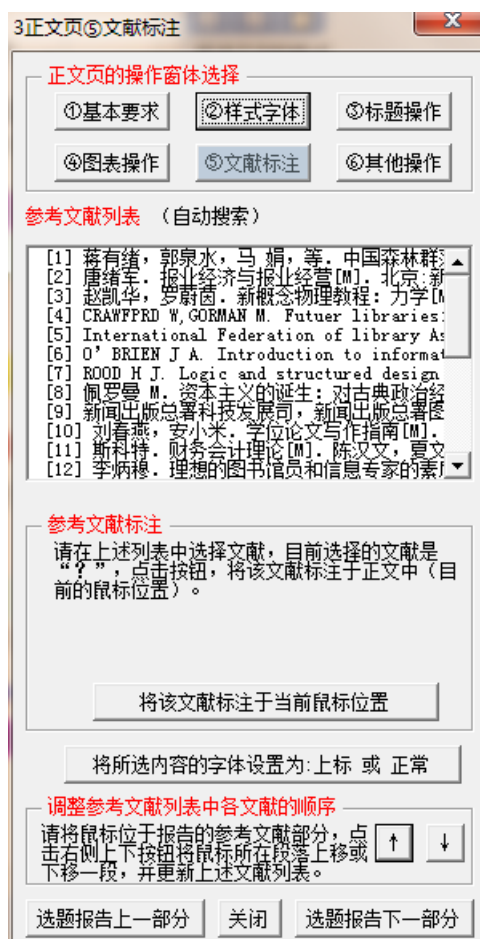 3正文页⑤文献标注
正文页的操作窗体选择
①基本要求 ②样式字体 ③标题操作
④图表操作 ⑤文献标注 ⑥其他操作
参考文献列表 （自动搜索）
[1] 蒋有绪，郭泉水，马 娟，等. 中国森林群
[2] 唐绪军. 报业经济与报业经营[M]. 北京:新
[3] 赵凯华，罗蔚茵. 新概念物理教程: 力学[M
[4] CRAWFPRD W,GORMAN M. Futuer libraries:
[5] International Federation of library As
[6] O’BRIEN J A. Introduction to informat
[7] ROOD H J. Logic and structured design
[8] 佩罗曼 M. 资本主义的诞生: 对古典政治经
[9] 新闻出版总署科技发展司，新闻出版总署图
[10] 刘春燕，安小米. 学位论文写作指南[M].
[11] 斯科特. 财务会计理论[M]. 陈汉文，夏文
[12] 李炳穆. 理想的图书馆员和信息专家的素
参考文献标注
请在上述列表中选择文献，目前选择的文献是
“？”，点击按钮，将该文献标注于正文中（目
前的鼠标位置）。
将该文献标注于当前鼠标位置
将所选内容的字体设置为:上标 或 正常
调整参考文献列表中各文献的顺序
请将鼠标位于报告的参考文献部分，点
击右侧上下按钮将鼠标所在段落上移或
下移一段，并更新上述文献列表。
↑ ↓
选题报告上一部分 关闭 选题报告下一部分